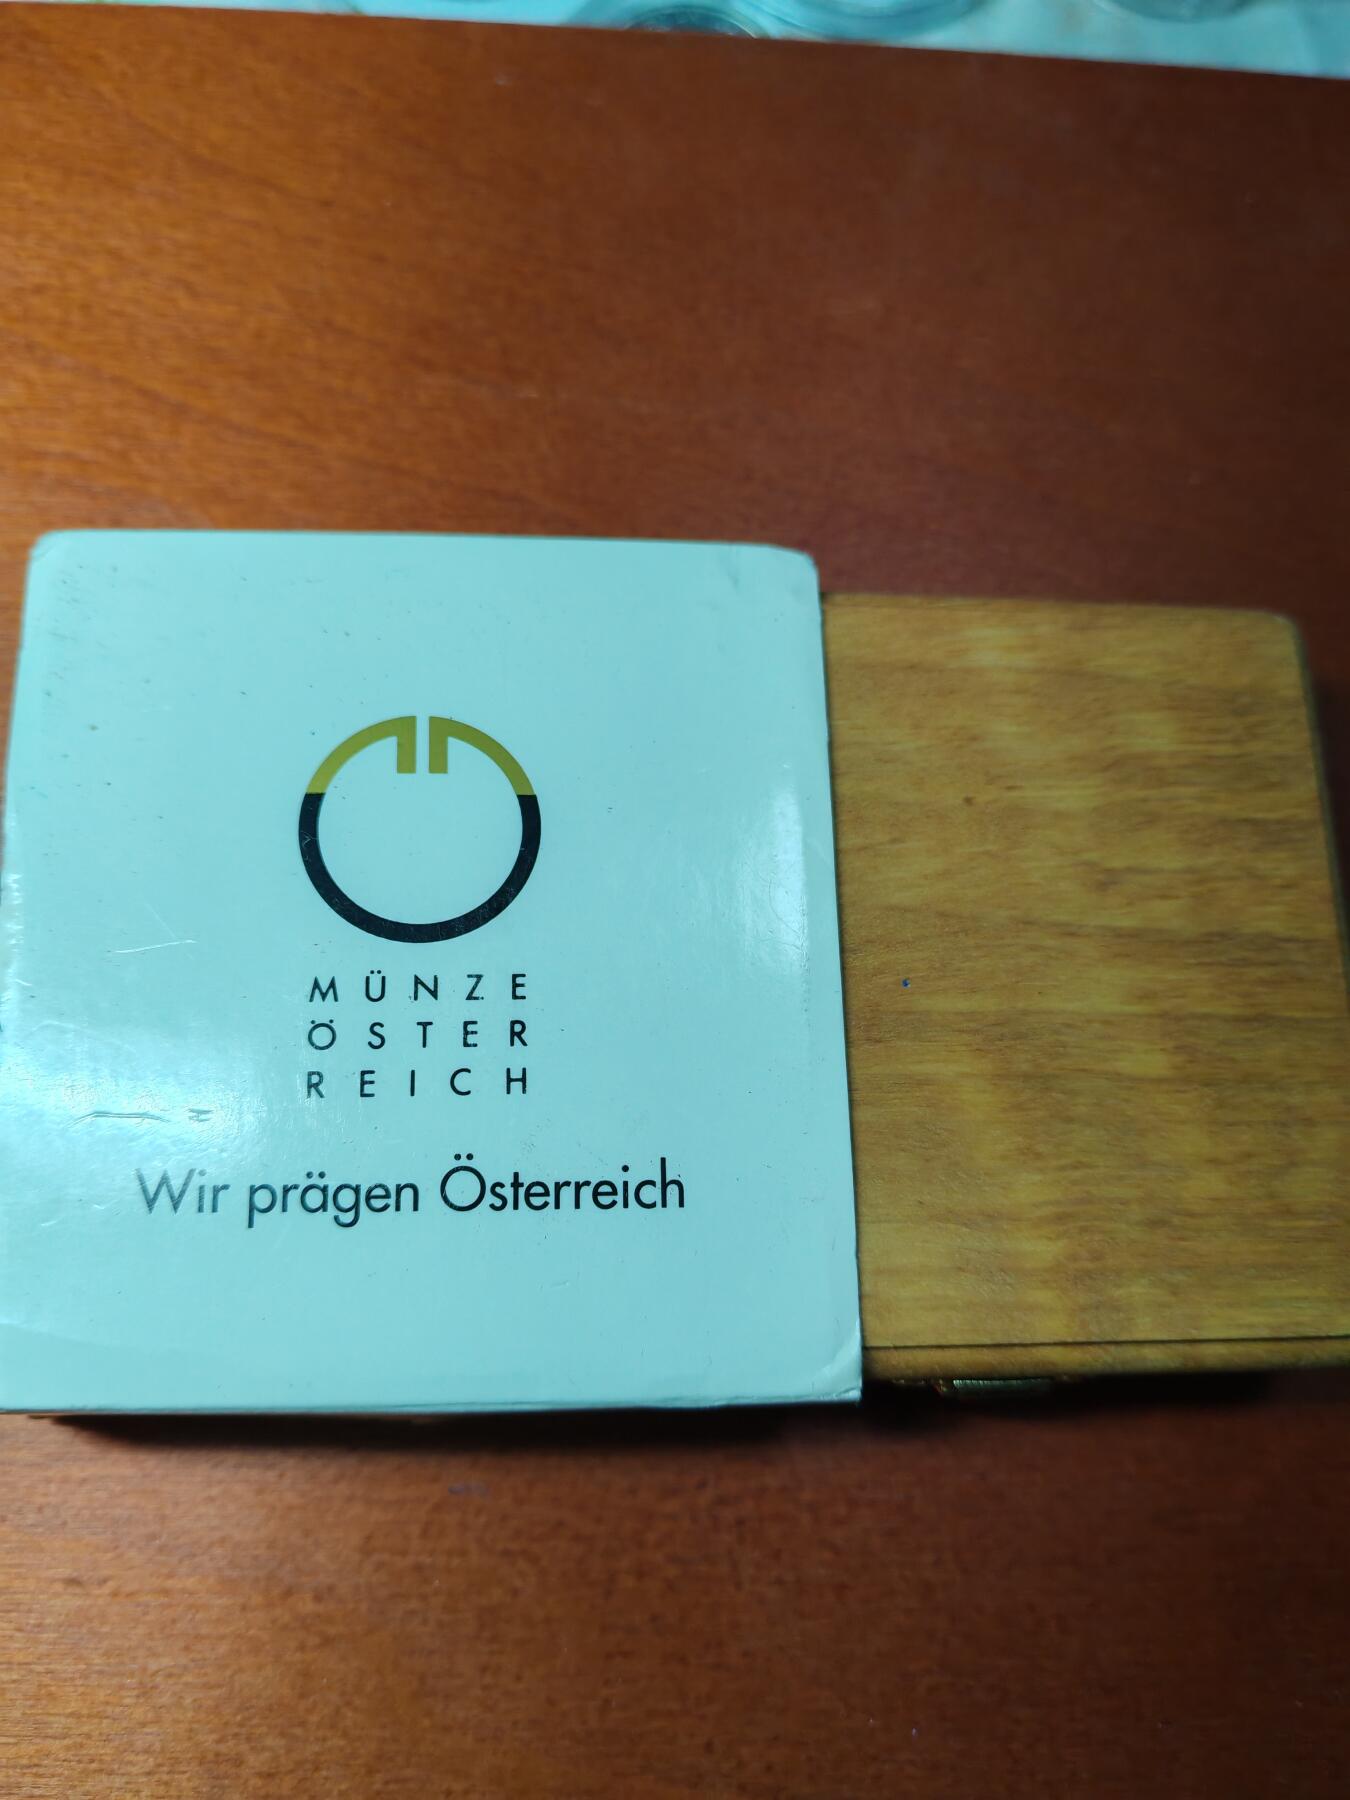 MÜNZE
ÖSTER
REICH
Wir prägen Österreich